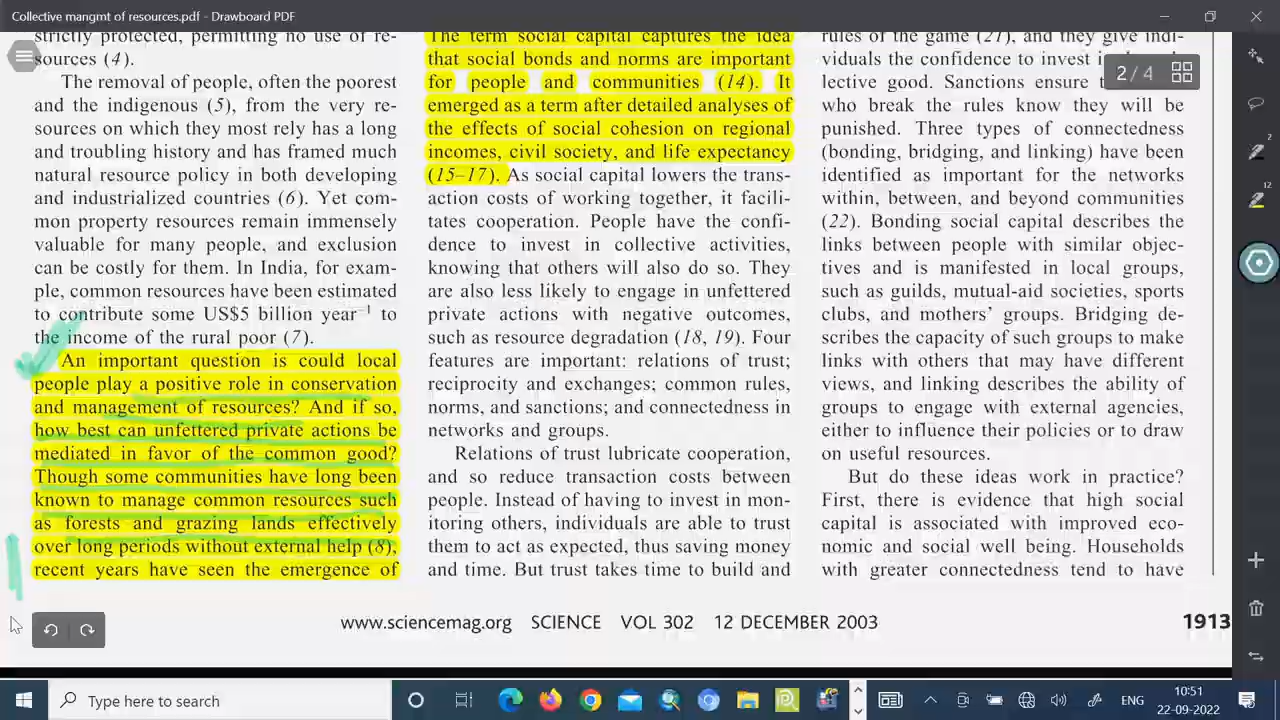 Collective mangmt of resources.pdf - Drawboard PDF
strictly protected, permitting no use of re-
sources (4).
The removal of people, often the poorest
and the indigenous (5), from the very re-
sources on which they most rely has a long
and troubling history and has framed much
natural resource policy in both developing
and industrialized countries (6). Yet com-
mon property resources remain immensely
valuable for many people, and exclusion
can be costly for them. In India, for exam-
ple, common resources have been estimated
to contribute some US$5 billion year⁻¹ to
the income of the rural poor (7).
An important question is could local
people play a positive role in conservation
and management of resources? And if so,
how best can unfettered private actions be
mediated in favor of the common good?
Though some communities have long been
known to manage common resources such
as forests and grazing lands effectively
over long periods without external help (8),
recent years have seen the emergence of
The term social capital captures the idea
that social bonds and norms are important
for people and communities (14). It
emerged as a term after detailed analyses of
the effects of social cohesion on regional
incomes, civil society, and life expectancy
(15–17). As social capital lowers the trans-
action costs of working together, it facili-
tates cooperation. People have the confi-
dence to invest in collective activities,
knowing that others will also do so. They
are also less likely to engage in unfettered
private actions with negative outcomes,
such as resource degradation (18, 19). Four
features are important: relations of trust;
reciprocity and exchanges; common rules,
norms, and sanctions; and connectedness in
networks and groups.
Relations of trust lubricate cooperation,
and so reduce transaction costs between
people. Instead of having to invest in mon-
itoring others, individuals are able to trust
them to act as expected, thus saving money
and time. But trust takes time to build and
rules of the game (21), and they give indi-
viduals the confidence to invest in
lective good. Sanctions ensure
who break the rules know they will be
punished. Three types of connectedness
(bonding, bridging, and linking) have been
identified as important for the networks
within, between, and beyond communities
(22). Bonding social capital describes the
links between people with similar objec-
tives and is manifested in local groups,
such as guilds, mutual-aid societies, sports
clubs, and mothers' groups. Bridging de-
scribes the capacity of such groups to make
links with others that may have different
views, and linking describes the ability of
groups to engage with external agencies,
either to influence their policies or to draw
on useful resources.
But do these ideas work in practice?
First, there is evidence that high social
capital is associated with improved eco-
nomic and social well being. Households
with greater connectedness tend to have
2 / 4
2
12
www.sciencemag.org SCIENCE VOL 302 12 DECEMBER 2003 1913
Type here to search
ENG
10:51
22-09-2022